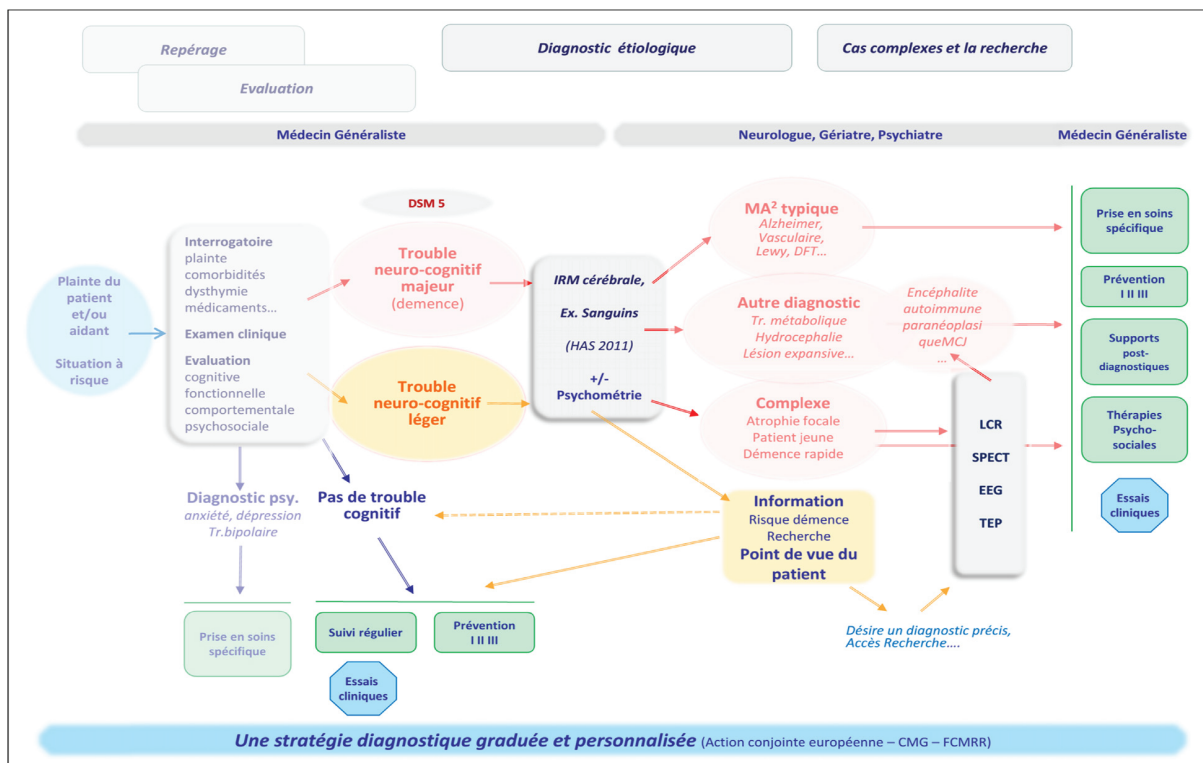 Repérage
Evaluation
Diagnostic étiologique
Cas complexes et la recherche
Médecin Généraliste
Neurologue, Gériatre, Psychiatre
Médecin Généraliste
Plainte du
patient
et/ou
aidant
Situation à
risque
Interrogatoire
plainte
comorbidités
dysthymie
médicaments…
Examen clinique
Evaluation
cognitive
fonctionnelle
comportementale
psychosociale
DSM 5
Trouble
neuro-cognitif
majeur
(demence)
Trouble
neuro-cognitif
léger
IRM cérébrale,
Ex. Sanguins
(HAS 2011)
+/-
Psychométrie
MA² typique
Alzheimer,
Vasculaire,
Lewy, DFT…
Autre diagnostic
Tr. métabolique
Hydrocephalie
Lésion expansive…
Encéphalite
autoimmune
paranéoplasi
queMCJ
…
Complexe
Atrophie focale
Patient jeune
Démence rapide
LCR
SPECT
EEG
TEP
Prise en soins
spécifique
Prévention
I II III
Supports
post-
diagnostiques
Thérapies
Psycho-
sociales
Essais
cliniques
Diagnostic psy.
anxiété, dépression
Tr.bipolaire
Pas de trouble
cognitif
Information
Risque démence
Recherche
Point de vue du
patient
Prise en soins
spécifique
Suivi régulier
Prévention
I II III
Essais
cliniques
Désire un diagnostic précis,
Accès Recherche….
Une stratégie diagnostique graduée et personnalisée (Action conjointe européenne – CMG – FCMRR)